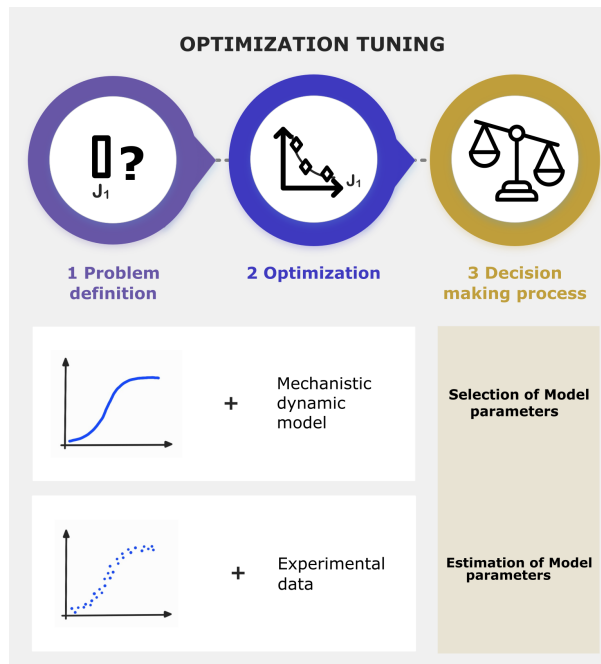 OPTIMIZATION TUNING
J₁
?
J₁
1 Problem
definition
2 Optimization
3 Decision
making process
+
Mechanistic
dynamic
model
Selection of Model
parameters
+
Experimental
data
Estimation of Model
parameters